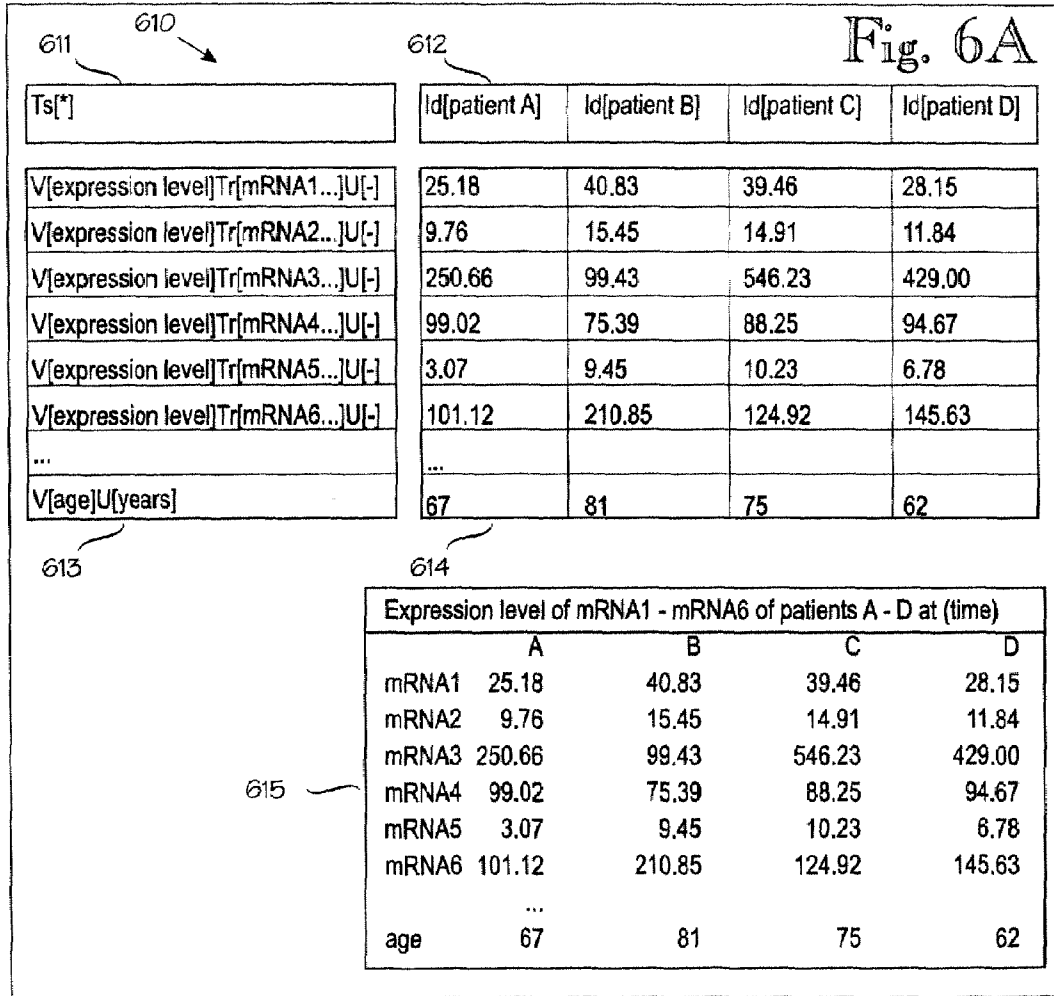 610
611
612
Fig. 6A
Ts[*] Id[patient A] Id[patient B] Id[patient C] Id[patient D]
V[expression level]Tr[mRNA1...]U[-] 25.18 40.83 39.46 28.15
V[expression level]Tr[mRNA2...]U[-] 9.76 15.45 14.91 11.84
V[expression level]Tr[mRNA3...]U[-] 250.66 99.43 546.23 429.00
V[expression level]Tr[mRNA4...]U[-] 99.02 75.39 88.25 94.67
V[expression level]Tr[mRNA5...]U[-] 3.07 9.45 10.23 6.78
V[expression level]Tr[mRNA6...]U[-] 101.12 210.85 124.92 145.63
... ...
V[age]U[years] 67 81 75 62
613
614
Expression level of mRNA1 - mRNA6 of patients A - D at (time)
A B C D
mRNA1 25.18 40.83 39.46 28.15
mRNA2 9.76 15.45 14.91 11.84
mRNA3 250.66 99.43 546.23 429.00
615
mRNA4 99.02 75.39 88.25 94.67
mRNA5 3.07 9.45 10.23 6.78
mRNA6 101.12 210.85 124.92 145.63
...
age 67 81 75 62